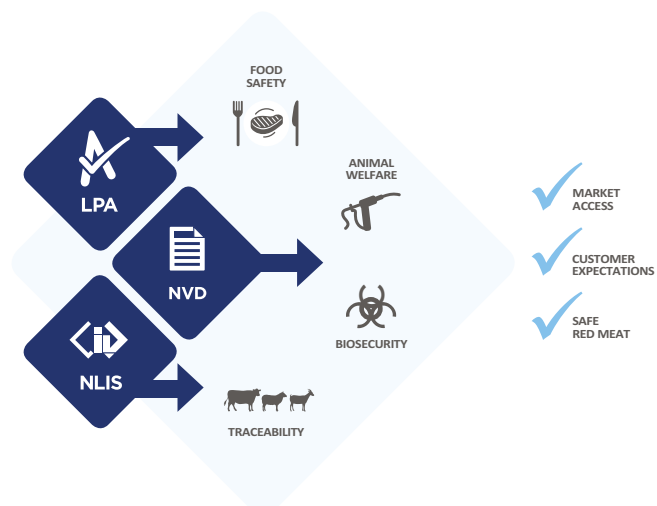 FOOD
SAFETY
LPA
ANIMAL
WELFARE
NVD
BIOSECURITY
NLIS
TRACEABILITY
MARKET
ACCESS
CUSTOMER
EXPECTATIONS
SAFE
RED MEAT